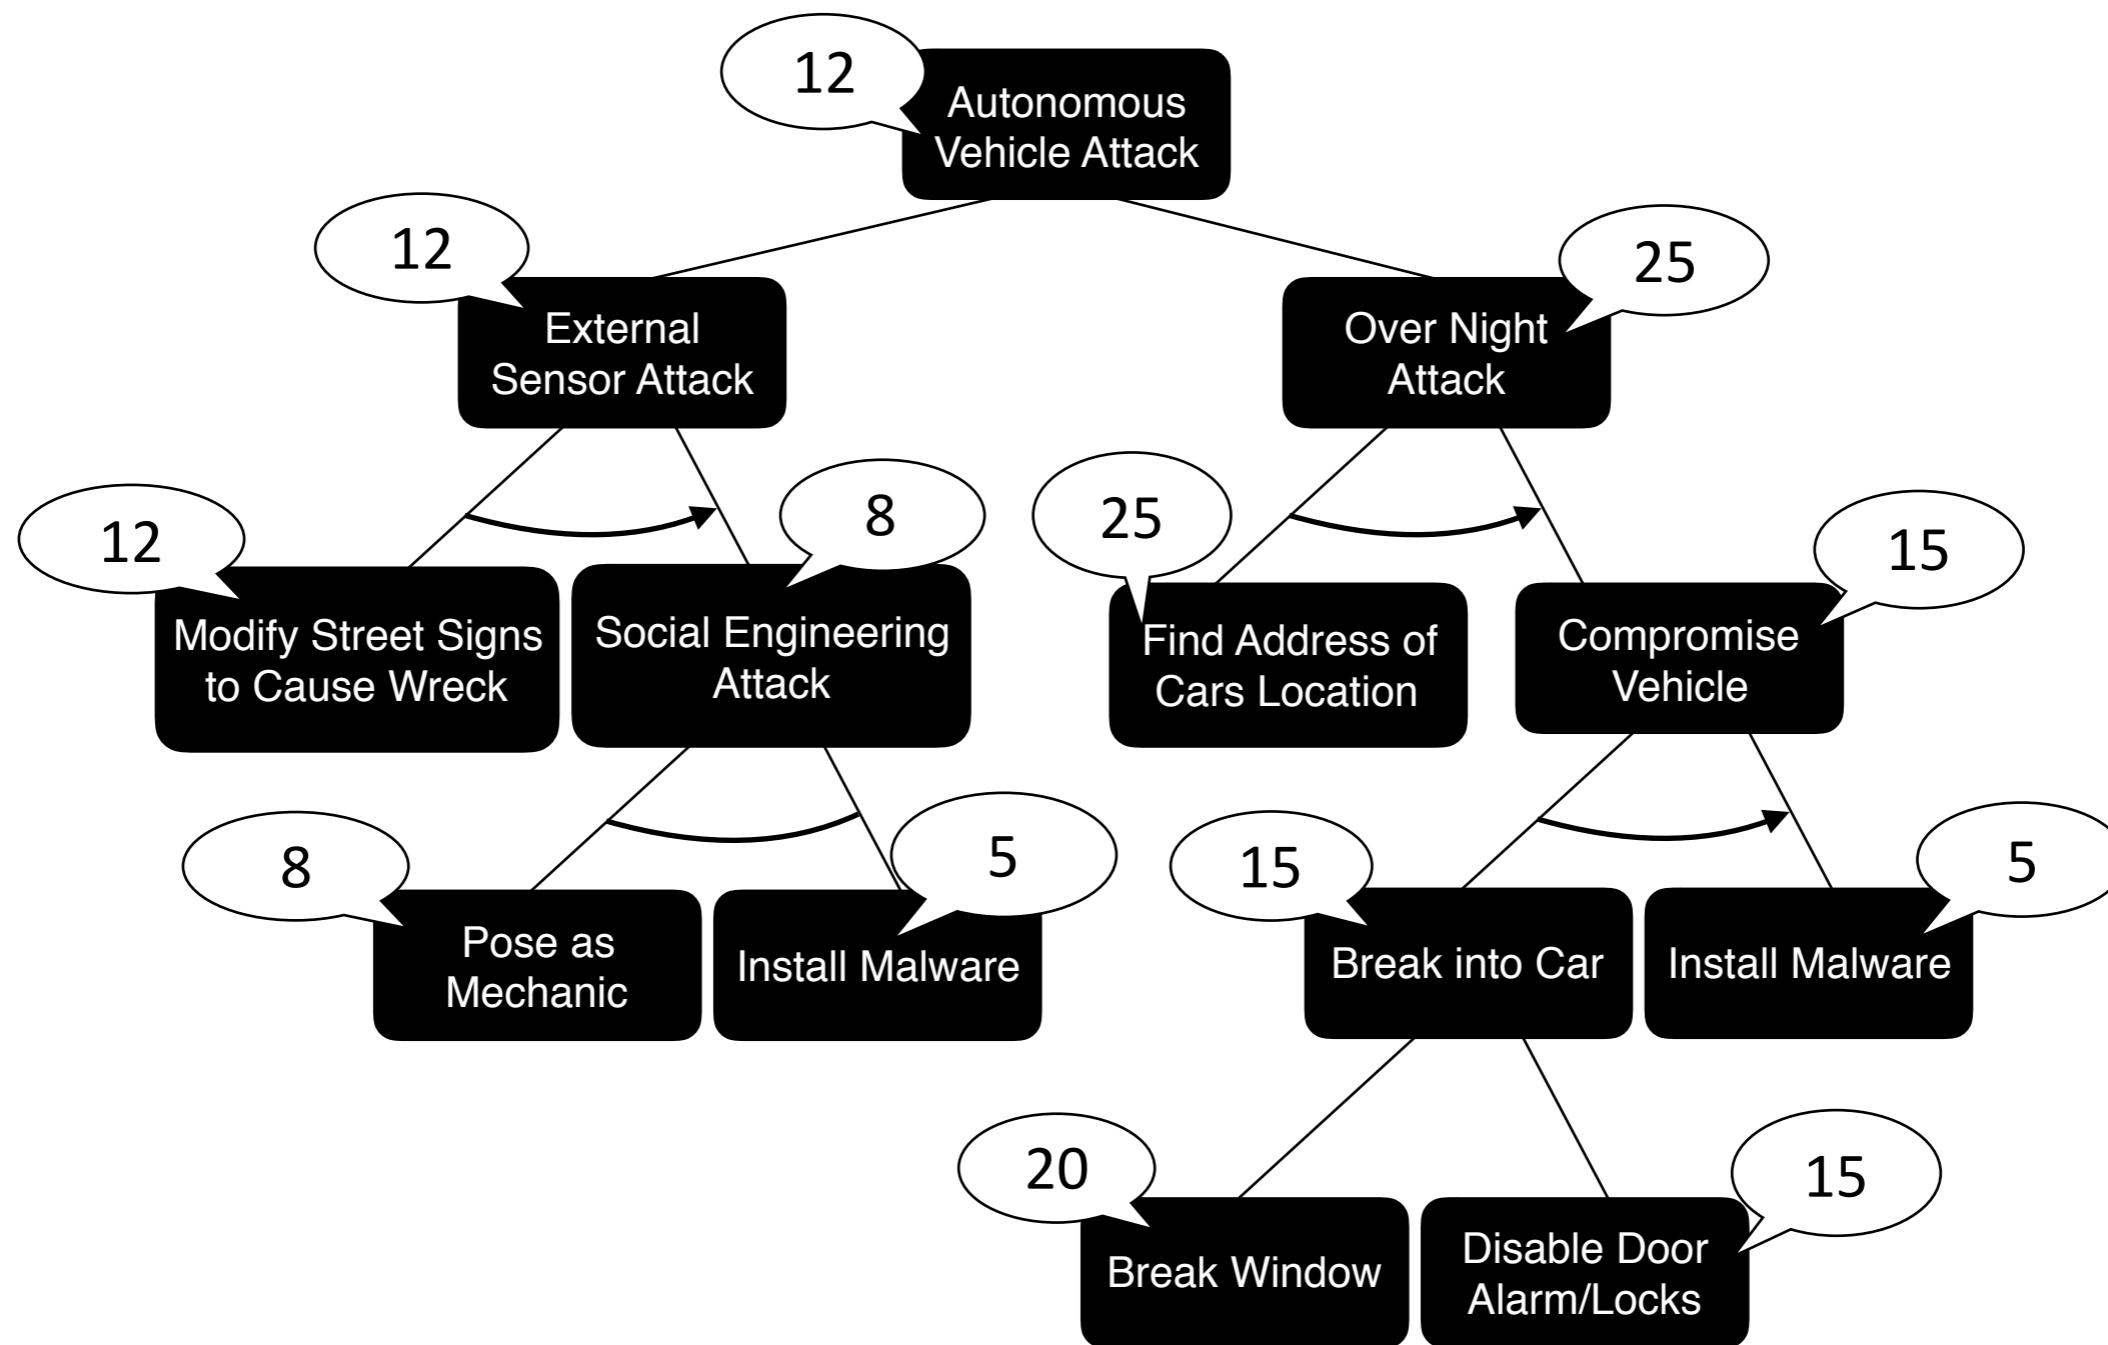 12
Autonomous
Vehicle Attack
12
External
Sensor Attack
25
Over Night
Attack
12
Modify Street Signs
to Cause Wreck
8
Social Engineering
Attack
25
Find Address of
Cars Location
15
Compromise
Vehicle
8
Pose as
Mechanic
5
Install Malware
15
Break into Car
5
Install Malware
20
Break Window
15
Disable Door
Alarm/Locks